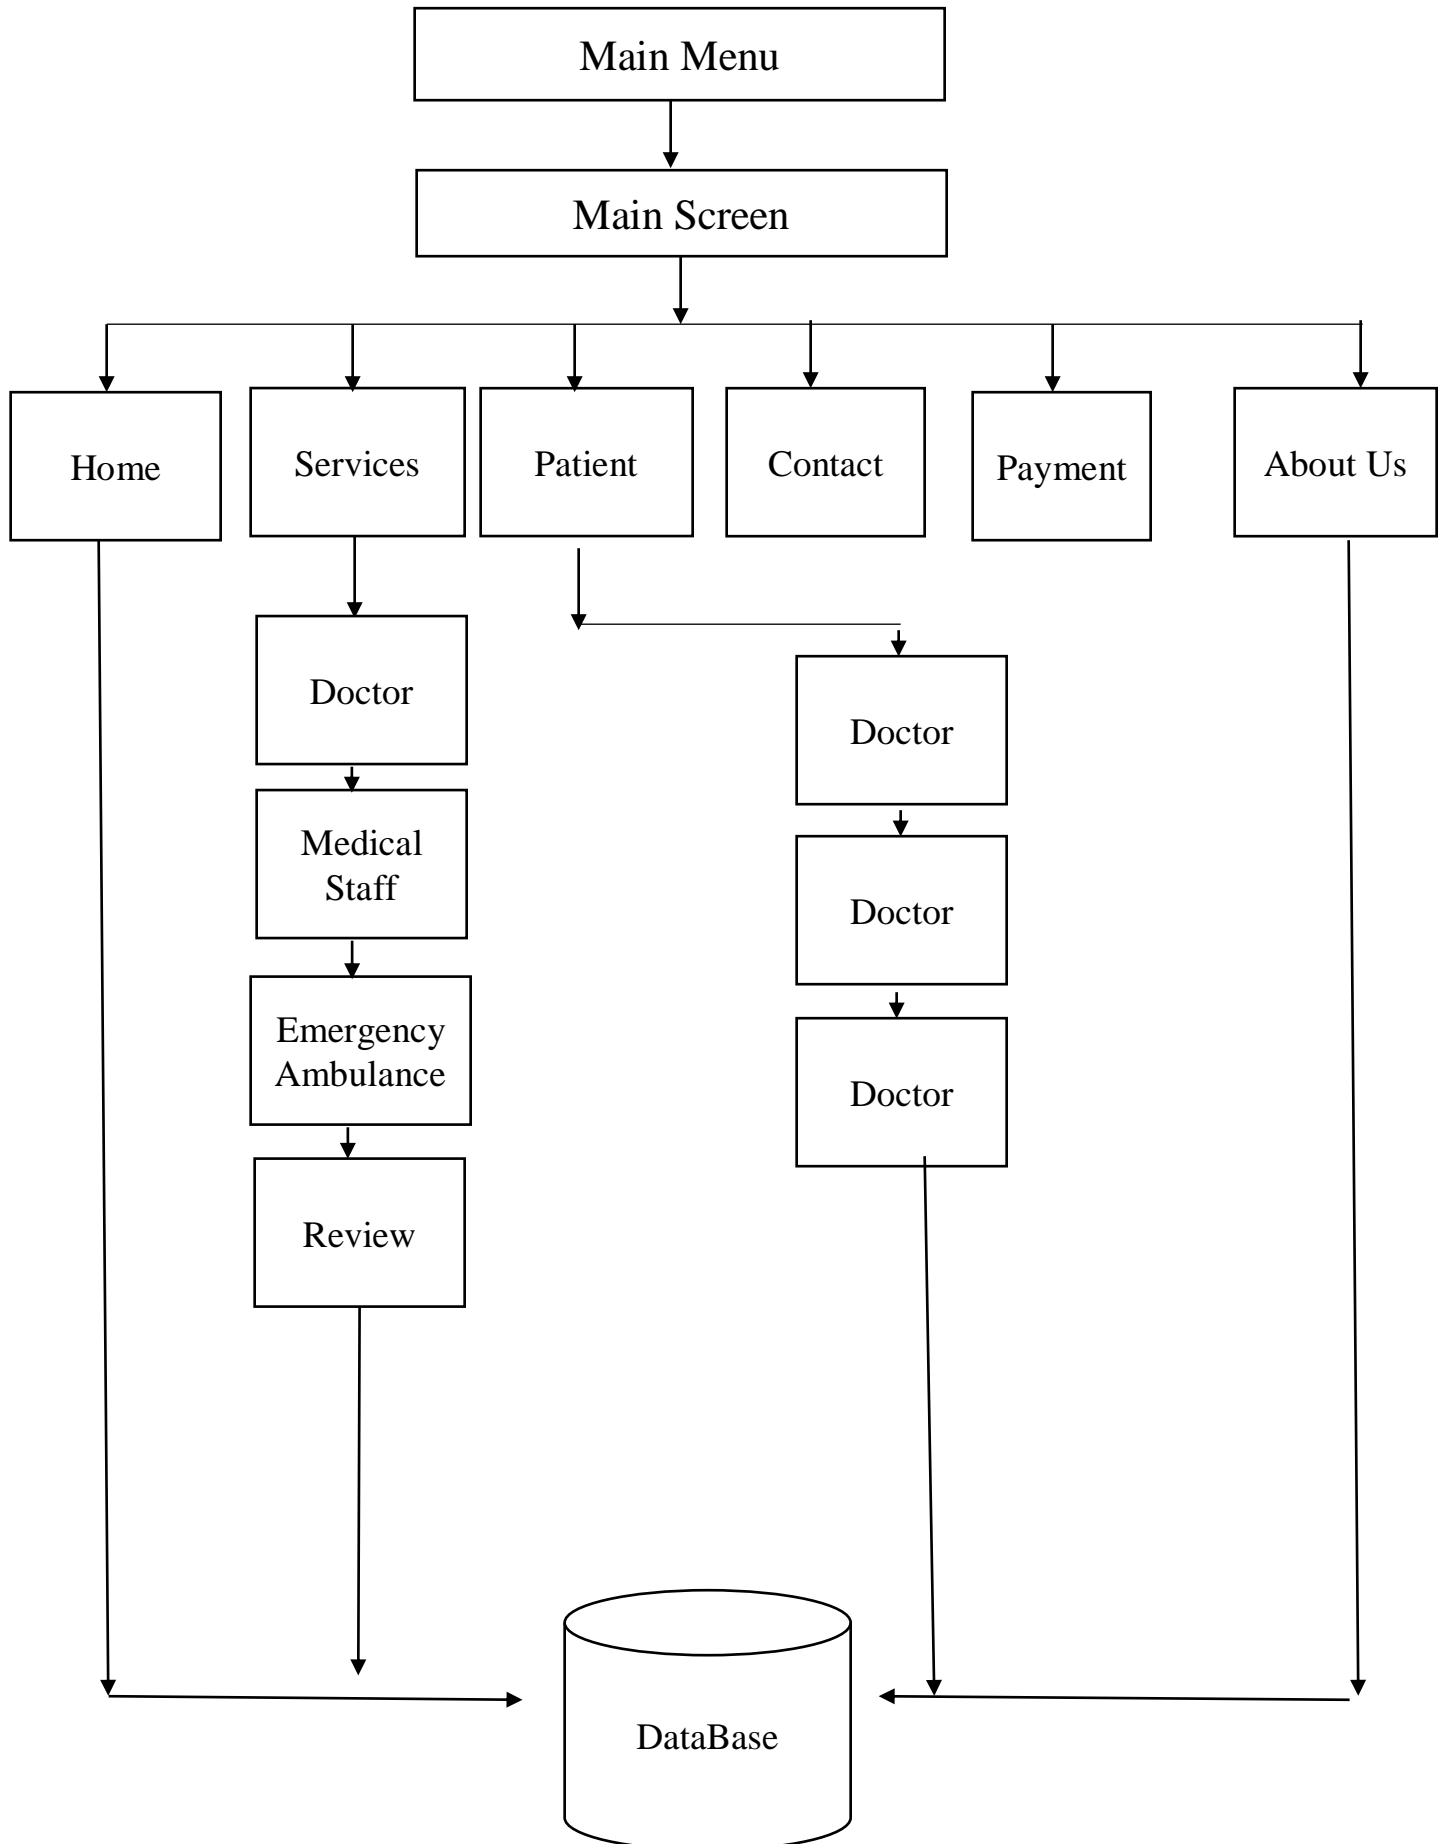 Main Menu
Main Screen
Home
Services
Patient
Contact
Payment
About Us
Doctor
Medical
Staff
Emergency
Ambulance
Review
Doctor
Doctor
Doctor
DataBase